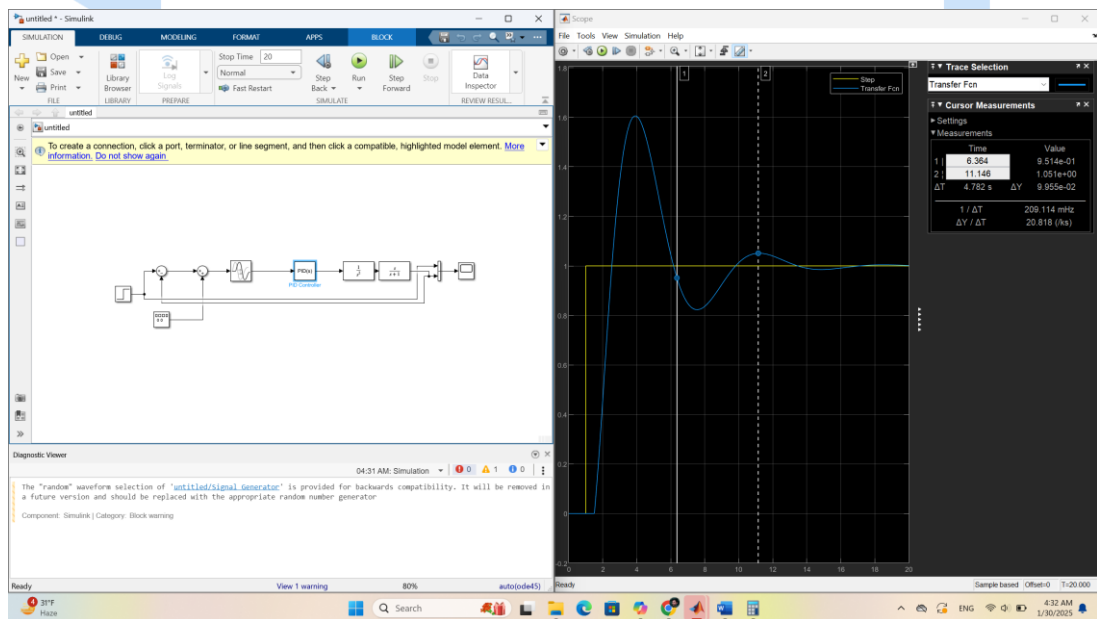 untitled * - Simulink
SIMULATION DEBUG MODELING FORMAT APPS BLOCK
New
Open
Save
Print
FILE
Library
Browser
LIBRARY
Log
Signals
PREPARE
Stop Time 20
Normal
Fast Restart
Step
Back
Run
Step
Forward
Stop
SIMULATE
Data
Inspector
REVIEW RESUL...
untitled
untitled
To create a connection, click a port, terminator, or line segment, and then click a compatible, highlighted model element. More
information. Do not show again
PID(s)
PID Controller
Diagnostic Viewer
04:31 AM: Simulation 0 1 0
The "random" waveform selection of 'untitled/Signal Generator' is provided for backwards compatibility. It will be removed in
a future version and should be replaced with the appropriate random number generator
Component: Simulink | Category: Block warning
Ready View 1 warning 80% auto(ode45)
Scope
File Tools View Simulation Help
1.8
1.6
1.4
1.2
1
0.8
0.6
0.4
0.2
0
-0.2
0 2 4 6 8 10 12 14 16 18 20
1 2
Step
Transfer Fcn
Trace Selection
Transfer Fcn
Cursor Measurements
Settings
Measurements
Time Value
1 | 6.364 9.514e-01
2 ¦ 11.146 1.051e+00
ΔT 4.782 s ΔY 9.955e-02
1 / ΔT 209.114 mHz
ΔY / ΔT 20.818 (/ks)
Ready Sample based Offset=0 T=20.000
4
31°F
Haze
Search
ENG
4:32 AM
1/30/2025